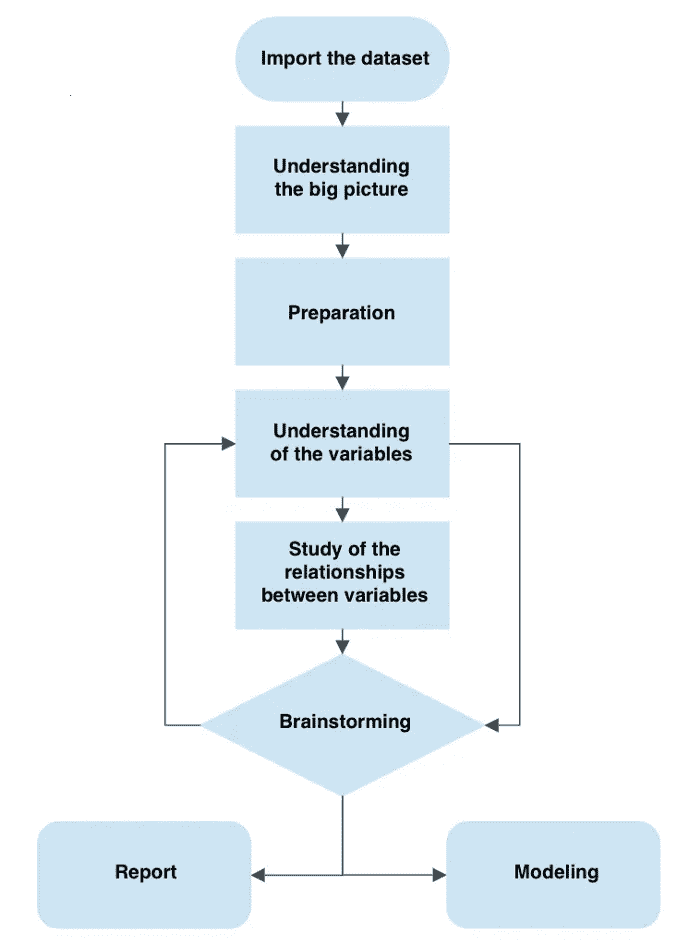 Import the dataset
Understanding
the big picture
Preparation
Understanding
of the variables
Study of the
relationships
between variables
Brainstorming
Report
Modeling